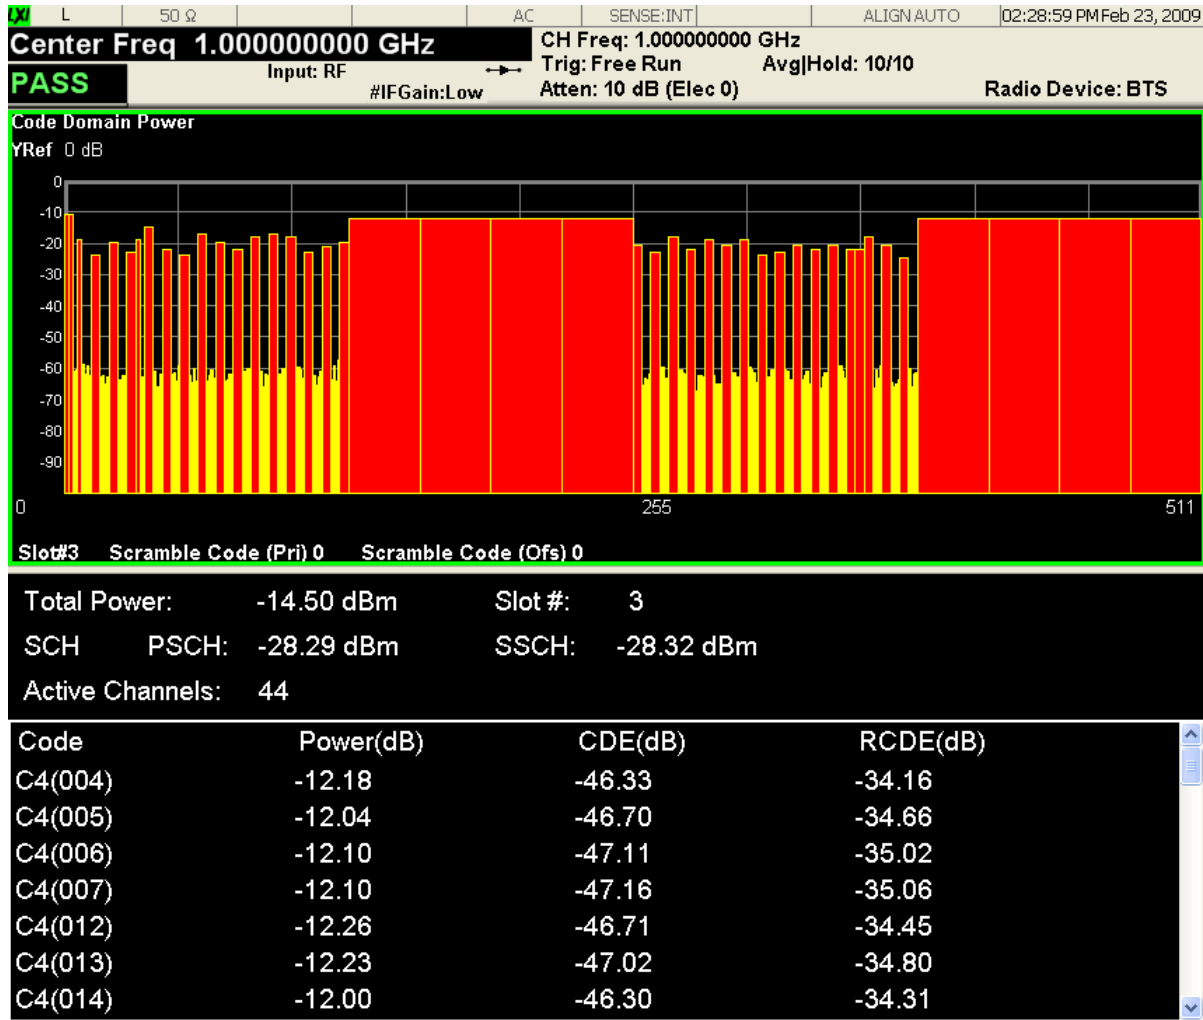 LXI L 50 Ω AC SENSE:INT ALIGN AUTO 02:28:59 PM Feb 23, 2009
Center Freq 1.000000000 GHz
CH Freq: 1.000000000 GHz
Input: RF
Trig: Free Run Avg|Hold: 10/10
PASS
#IFGain:Low
Atten: 10 dB (Elec 0)
Radio Device: BTS
Code Domain Power
YRef 0 dB
0
-10
-20
-30
-40
-50
-60
-70
-80
-90
0 255 511
Slot#3 Scramble Code (Pri) 0 Scramble Code (Ofs) 0
Total Power: -14.50 dBm Slot #: 3
SCH PSCH: -28.29 dBm SSCH: -28.32 dBm
Active Channels: 44
Code Power(dB) CDE(dB) RCDE(dB)
C4(004) -12.18 -46.33 -34.16
C4(005) -12.04 -46.70 -34.66
C4(006) -12.10 -47.11 -35.02
C4(007) -12.10 -47.16 -35.06
C4(012) -12.26 -46.71 -34.45
C4(013) -12.23 -47.02 -34.80
C4(014) -12.00 -46.30 -34.31